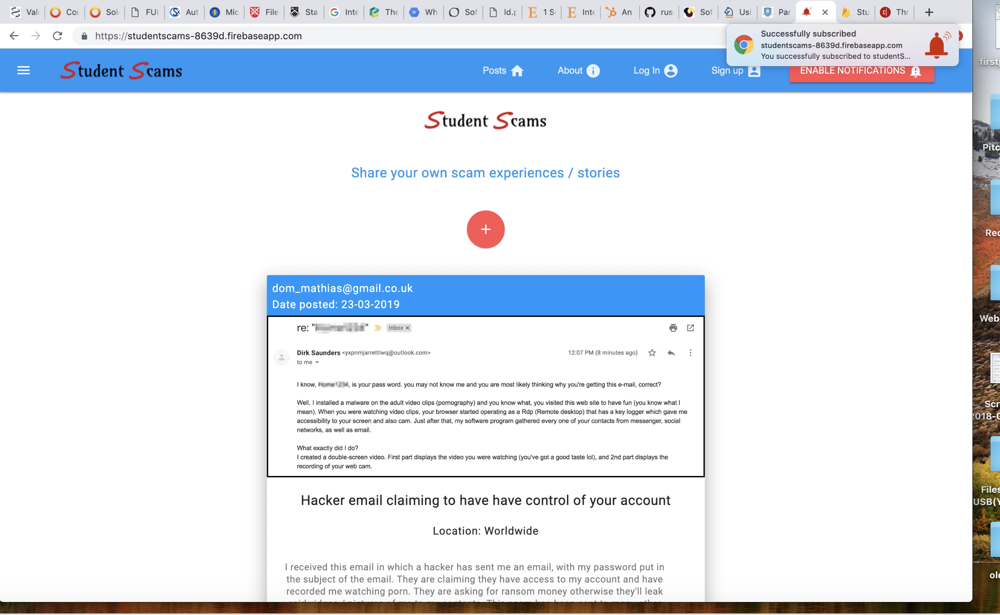 Valu
Cou
Sol
FUL
Aut
Mic
File
Sta
Inte
The
Wh
Sof
ld.p
1 S
Inte
An
rus
Sof
Usi
Par
Stu
Thr
https://studentscams-8639d.firebaseapp.com
Successfully subscribed
studentscams-8639d.firebaseapp.com
You successfully subscribed to studentS...
Student Scams
Posts
About
Log In
Sign up
ENABLE NOTIFICATIONS
Student Scams
Share your own scam experiences / stories
+
dom_mathias@gmail.co.uk
Date posted: 23-03-2019
re: " " Inbox ×
Dirk Saunders <yxpnmjarrettlwq@outlook.com> 12:07 PM (8 minutes ago)
to me
I know, , is your pass word. you may not know me and you are most likely thinking why you're getting this e-mail, correct?
Well, I installed a malware on the adult video clips (pornography) and you know what, you visited this web site to have fun (you know what I
mean). When you were watching video clips, your browser started operating as a Rdp (Remote desktop) that has a key logger which gave me
accessibility to your screen and also cam. Just after that, my software program gathered every one of your contacts from messenger, social
networks, as well as email.
What exactly did I do?
I created a double-screen video. First part displays the video you were watching (you've got a good taste lol), and 2nd part displays the
recording of your web cam.
Hacker email claiming to have have control of your account
Location: Worldwide
I received this email in which a hacker has sent me an email, with my password put in
the subject of the email. They are claiming they have access to my account and have
recorded me watching porn. They are asking for ransom money otherwise they'll leak
firstp
Pitc
Rec
Web
Scr
2018-0
Files
USB(Y
old